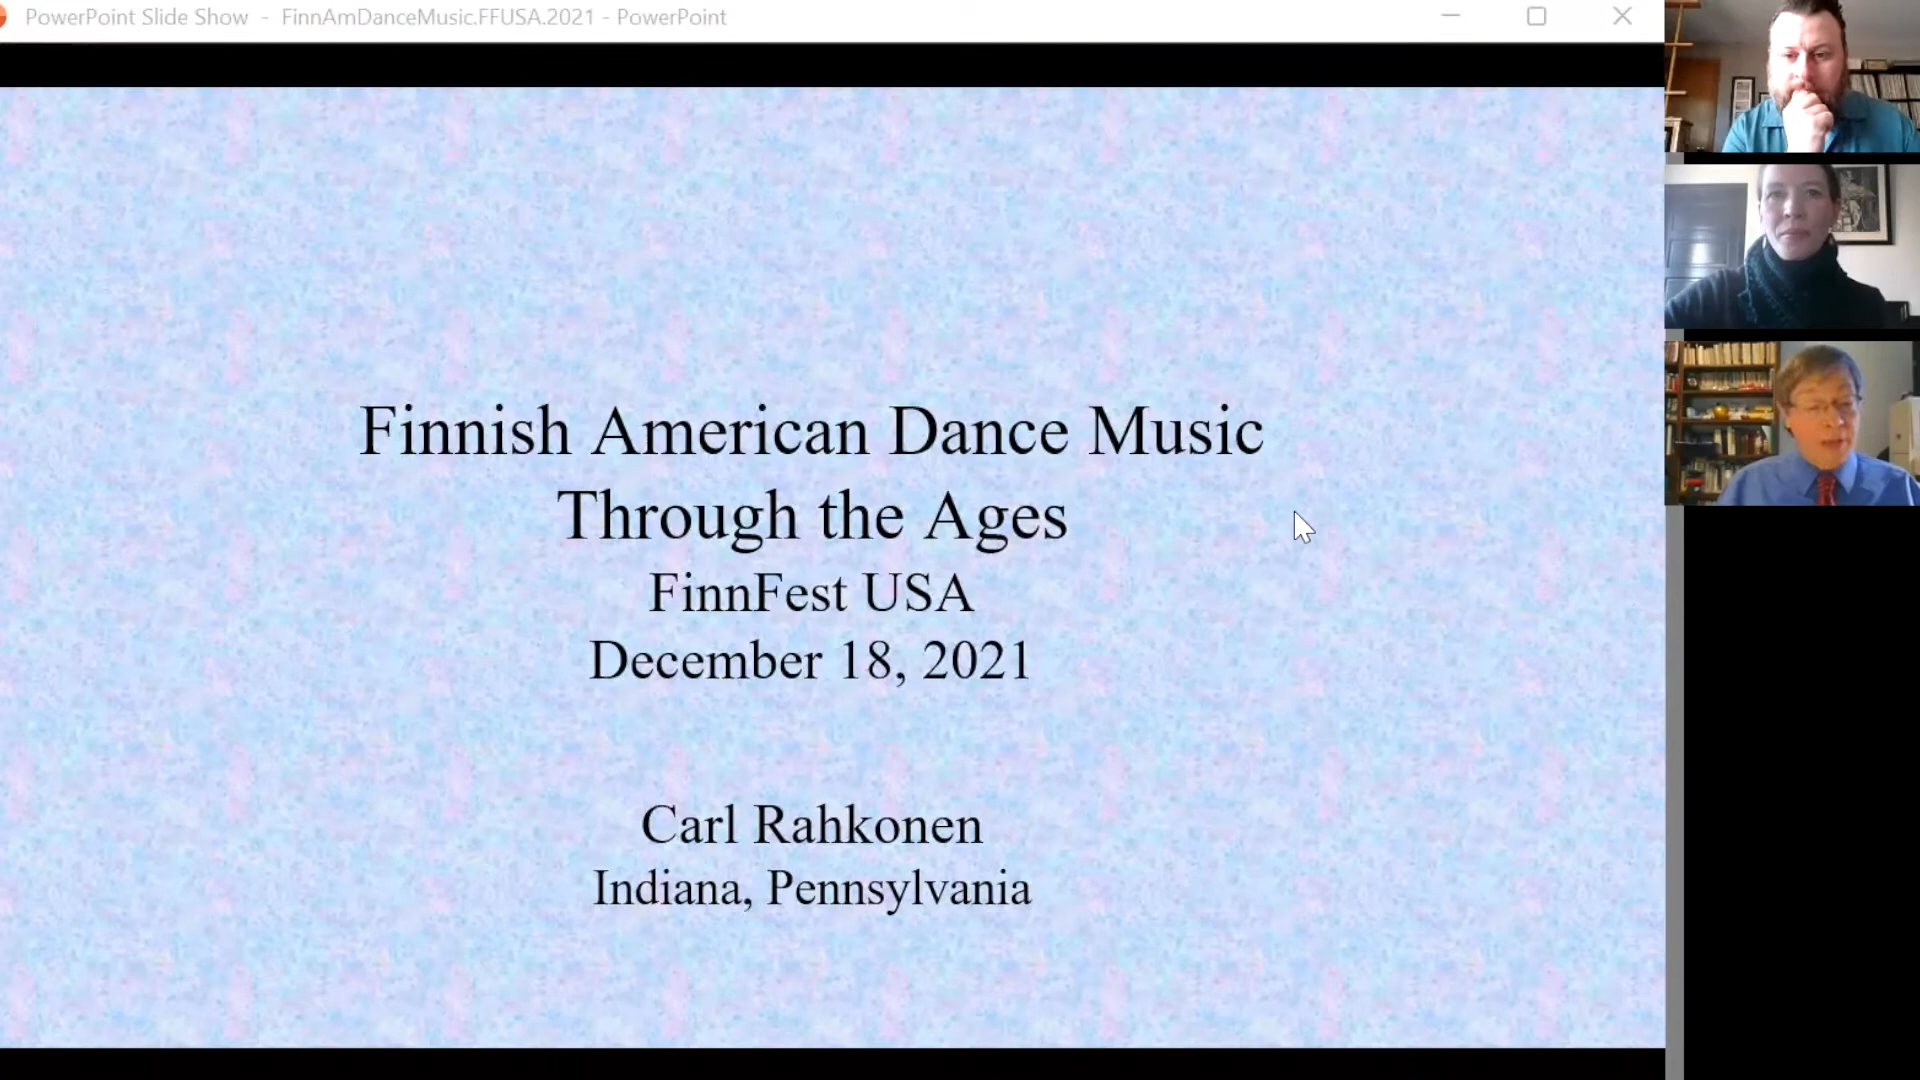 PowerPoint Slide Show - FinnAmDanceMusic.FFUSA.2021 - PowerPoint
Finnish American Dance Music
Through the Ages
FinnFest USA
December 18, 2021
Carl Rahkonen
Indiana, Pennsylvania